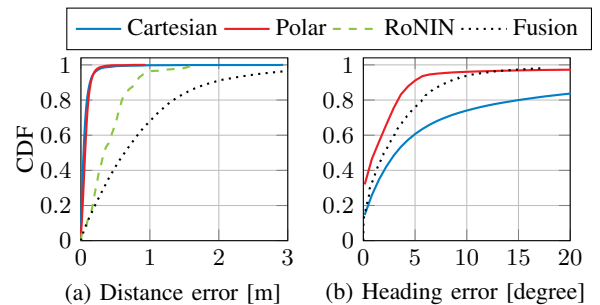 Cartesian Polar RoNIN Fusion
CDF
1
0.8
0.6
0.4
0.2
0
0 1 2 3
(a) Distance error [m]
1
0.8
0.6
0.4
0.2
0
0 5 10 15 20
(b) Heading error [degree]